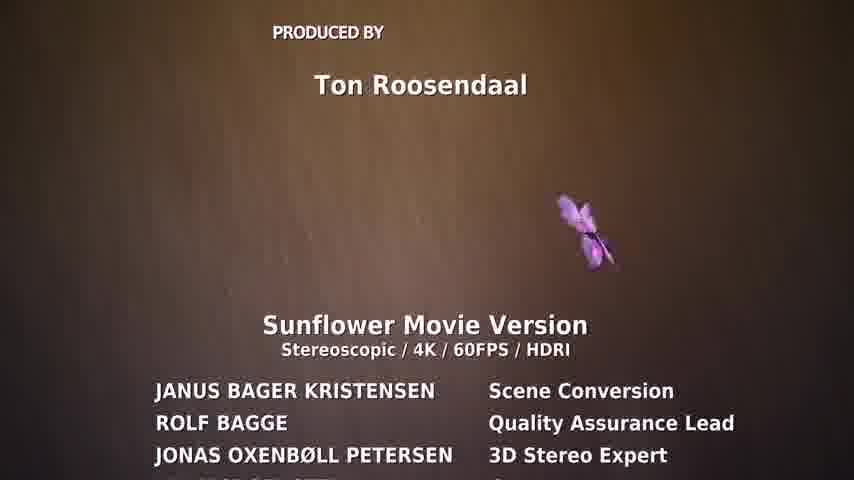 PRODUCED BY
Ton Roosendaal
Sunflower Movie Version
Stereoscopic / 4K / 60FPS / HDRI
JANUS BAGER KRISTENSEN Scene Conversion
ROLF BAGGE Quality Assurance Lead
JONAS OXENBØLL PETERSEN 3D Stereo Expert